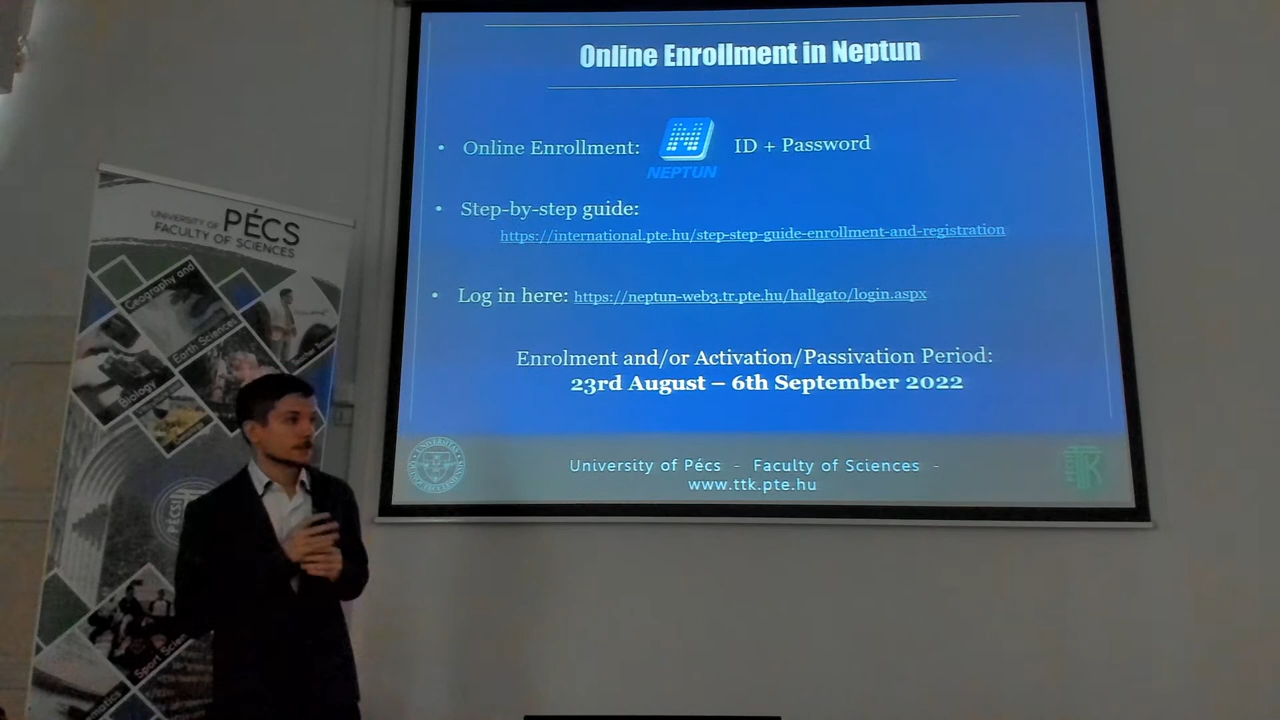 Online Enrollment in Neptun
• Online Enrollment: NEPTUN ID + Password
• Step-by-step guide:
https://international.pte.hu/step-step-guide-enrollment-and-registration
• Log in here: https://neptun-web3.tr.pte.hu/hallgato/login.aspx
Enrolment and/or Activation/Passivation Period:
23rd August – 6th September 2022
University of Pécs - Faculty of Sciences -
www.ttk.pte.hu
UNIVERSITY OF PÉCS
FACULTY OF SCIENCES
Geography and
Earth Sciences
Biology
Sport Scien